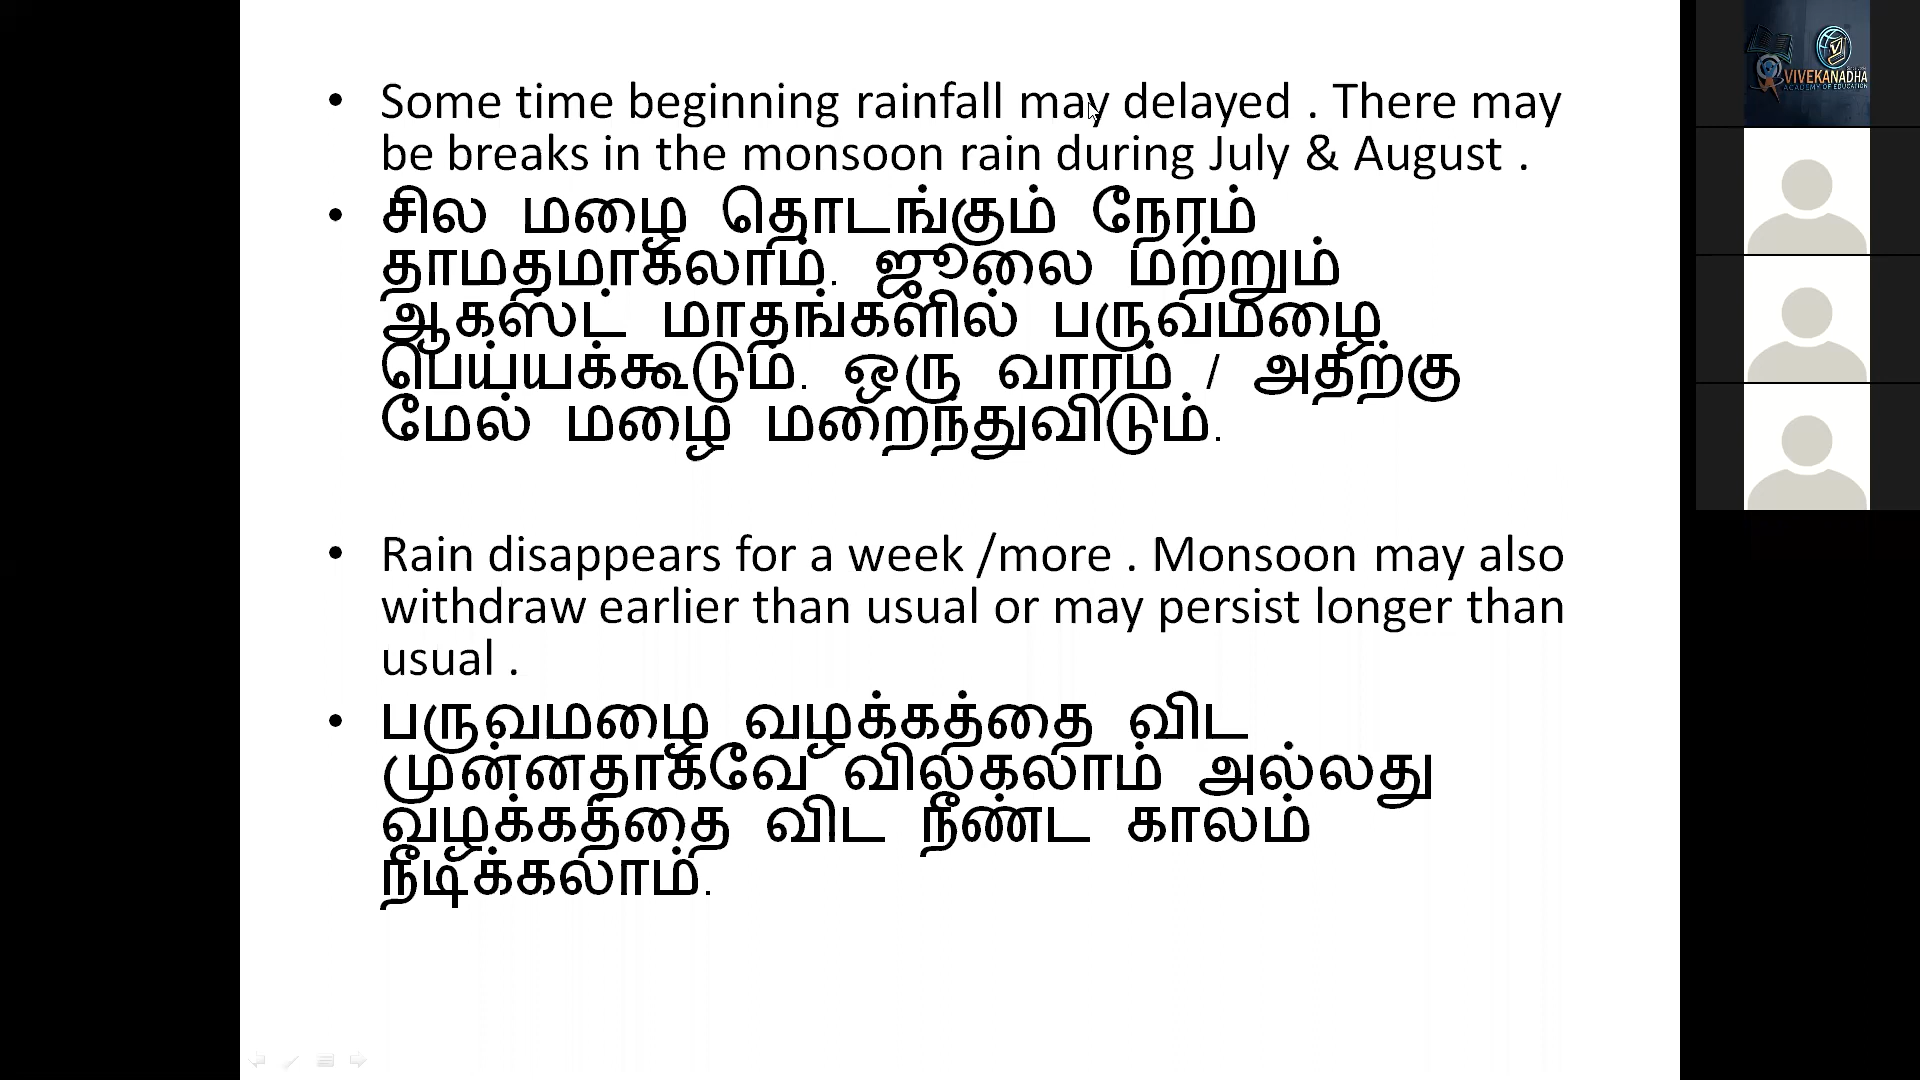 • Some time beginning rainfall may delayed . There may
be breaks in the monsoon rain during July & August .
• சில மழை தொடங்கும் நேரம்
தாமதமாகலாம். ஜூலை மற்றும்
ஆகஸ்ட் மாதங்களில் பருவமழை
பெய்யக்கூடும். ஒரு வாரம் / அதற்கு
மேல் மழை மறைந்துவிடும்.
• Rain disappears for a week /more . Monsoon may also
withdraw earlier than usual or may persist longer than
usual .
• பருவமழை வழக்கத்தை விட
முன்னதாகவே விலகலாம் அல்லது
வழக்கத்தை விட நீண்ட காலம்
நீடிக்கலாம்.
VIVEKANADHA
ACADEMY OF EDUCATION